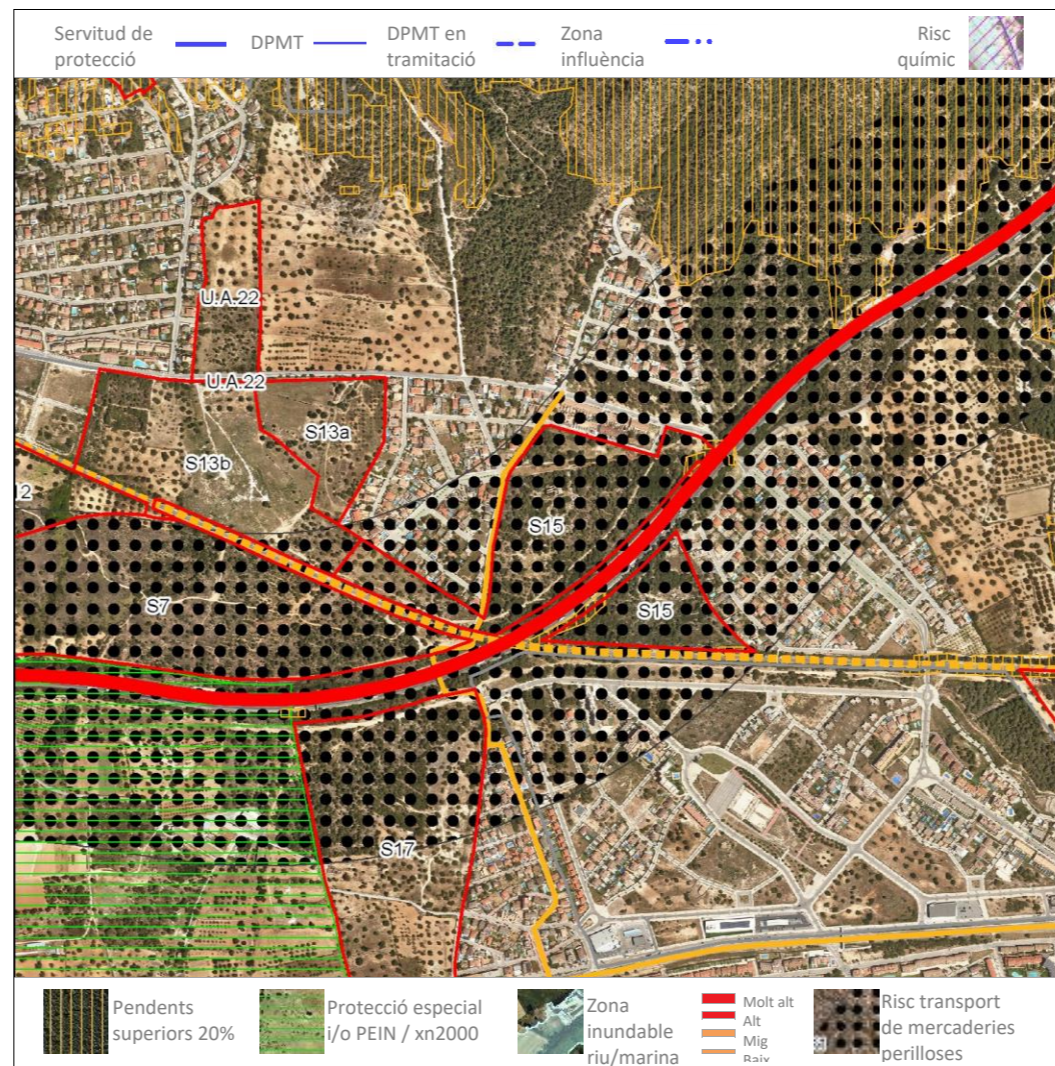 Servitud de protecció
DPMT
DPMT en tramitació
Zona influència
Risc químic
U.A.22
U.A.22
S13a
S13b
12
S15
S7
S15
S17
Pendents superiors 20%
Protecció especial i/o PEIN / xn2000
Zona inundable riu/marina
Molt alt
Alt
Mig
Baix
Risc transport de mercaderies perilloses